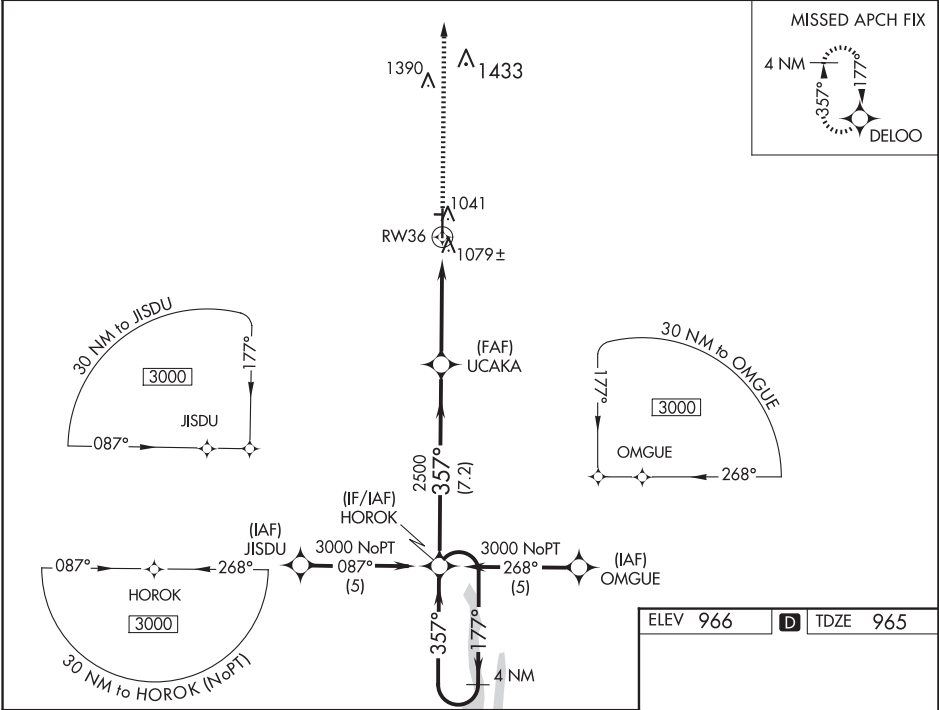 MISSED APCH FIX
4 NM
357°
177°
DELOO
1390
1433
1041
RW36
1079±
(FAF)
UCAKA
30 NM to JISDU
3000
177°
JISDU
087°
30 NM to OMGUE
177°
3000
OMGUE
268°
2500
357°
(7.2)
(IF/IAF)
HOROK
(IAF)
JISDU
3000 NoPT
087°
(5)
3000 NoPT
268°
(5)
(IAF)
OMGUE
087°
268°
HOROK
3000
30 NM to HOROK (NoPT)
357°
177°
4 NM
ELEV 966
D
TDZE 965